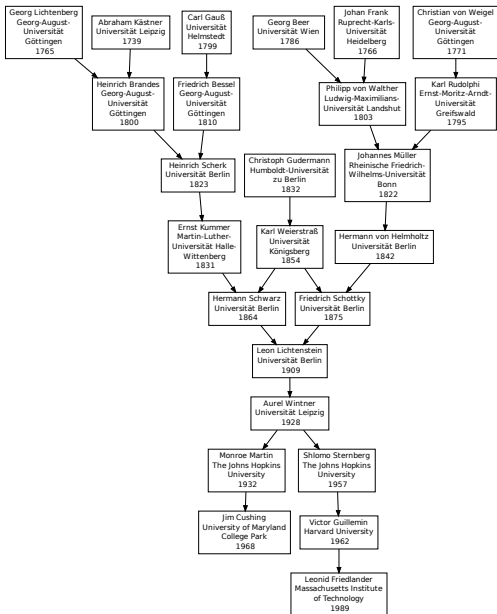 Georg Lichtenberg
Georg-August-
Universität
Göttingen
1765
Abraham Kästner
Universität Leipzig
1739
Carl Gauß
Universität
Helmstedt
1799
Georg Beer
Universität Wien
1786
Johan Frank
Ruprecht-Karls-
Universität
Heidelberg
1766
Christian von Weigel
Georg-August-
Universität
Göttingen
1771
Heinrich Brandes
Georg-August-
Universität
Göttingen
1800
Friedrich Bessel
Georg-August-
Universität
Göttingen
1810
Philipp von Walther
Ludwig-Maximilians-
Universität Landshut
1803
Karl Rudolphi
Ernst-Moritz-Arndt-
Universität
Greifswald
1795
Heinrich Scherk
Universität Berlin
1823
Christoph Gudermann
Humboldt-Universität
zu Berlin
1832
Johannes Müller
Rheinische Friedrich-
Wilhelms-Universität
Bonn
1822
Ernst Kummer
Martin-Luther-
Universität Halle-
Wittenberg
1831
Karl Weierstraß
Universität
Königsberg
1854
Hermann von Helmholtz
Universität Berlin
1842
Hermann Schwarz
Universität Berlin
1864
Friedrich Schottky
Universität Berlin
1875
Leon Lichtenstein
Universität Berlin
1909
Aurel Wintner
Universität Leipzig
1928
Monroe Martin
The Johns Hopkins
University
1932
Shlomo Sternberg
The Johns Hopkins
University
1957
Jim Cushing
University of Maryland
College Park
1968
Victor Guillemin
Harvard University
1962
Leonid Friedlander
Massachusetts Institute
of Technology
1989